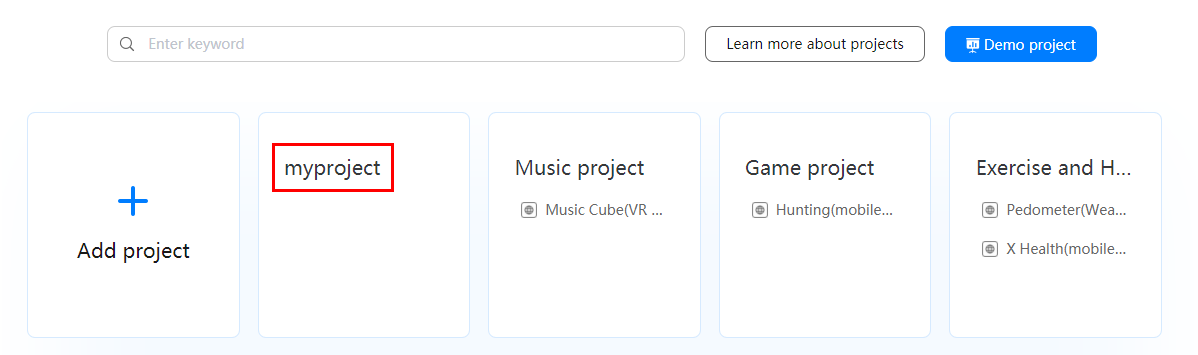 Enter keyword
Learn more about projects
Demo project
Add project
myproject
Music project
Music Cube(VR ...
Game project
Hunting(mobile...
Exercise and H...
Pedometer(Wea...
X Health(mobile...